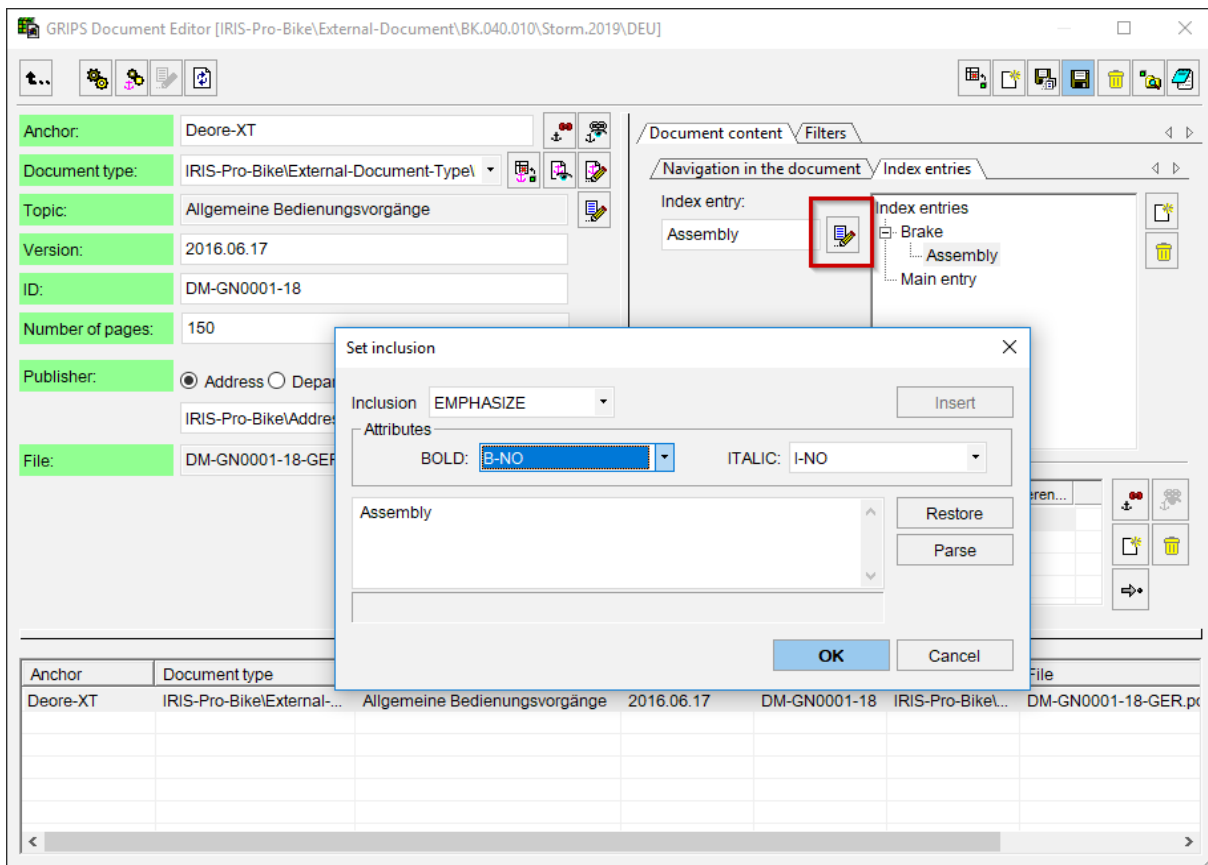 GRIPS Document Editor [IRIS-Pro-Bike\External-Document\BK.040.010\Storm.2019\DEU]
Anchor: Deore-XT
Document type: IRIS-Pro-Bike\External-Document-Type\
Topic: Allgemeine Bedienungsvorgänge
Version: 2016.06.17
ID: DM-GN0001-18
Number of pages: 150
Publisher: Address Depar
IRIS-Pro-Bike\Addres
File: DM-GN0001-18-GER
Document content Filters
Navigation in the document Index entries
Index entry:
Assembly
Index entries
Brake
Assembly
Main entry
Set inclusion
Inclusion EMPHASIZE Insert
Attributes
BOLD: B-NO ITALIC: I-NO
Assembly
Restore
Parse
OK Cancel
eren...
Anchor Document type File
Deore-XT IRIS-Pro-Bike\External-... Allgemeine Bedienungsvorgänge 2016.06.17 DM-GN0001-18 IRIS-Pro-Bike\... DM-GN0001-18-GER.pd